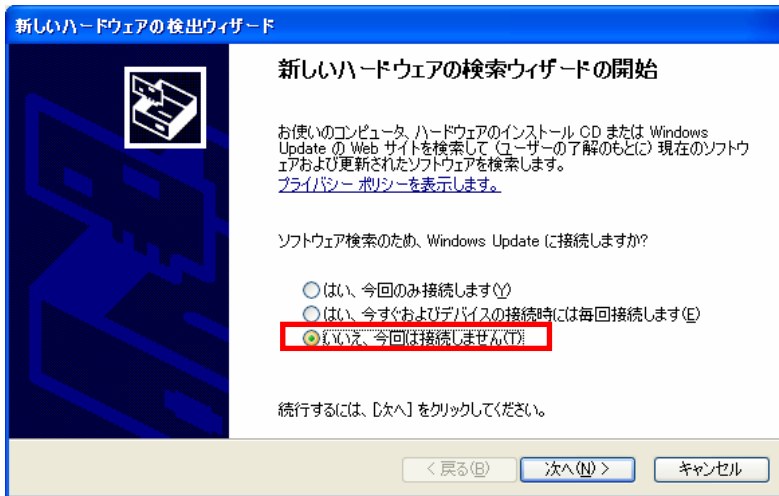 新しいハードウェアの検出ウィザード
新しいハードウェアの検索ウィザードの開始
お使いのコンピュータ、ハードウェアのインストール CD または Windows
Update の Web サイトを検索して (ユーザーの了解のもとに) 現在のソフトウ
ェアおよび更新されたソフトウェアを検索します。
プライバシー ポリシーを表示します。
ソフトウェア検索のため、Windows Update に接続しますか?
はい、今回のみ接続します(Y)
はい、今すぐおよびデバイスの接続時には毎回接続します(E)
いいえ、今回は接続しません(T)
続行するには、[次へ] をクリックしてください。
< 戻る(B) 次へ(N) > キャンセル